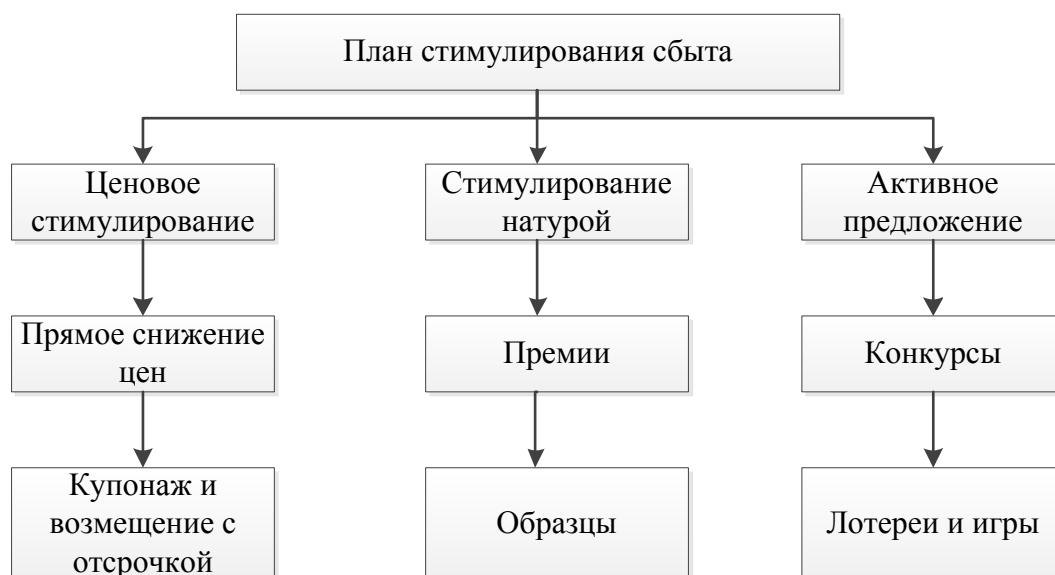 План стимулирования сбыта
Ценовое
стимулирование
Стимулирование
натурой
Активное
предложение
Прямое снижение
цен
Премии
Конкурсы
Купонаж и
возмещение с
отсрочкой
Образцы
Лотереи и игры